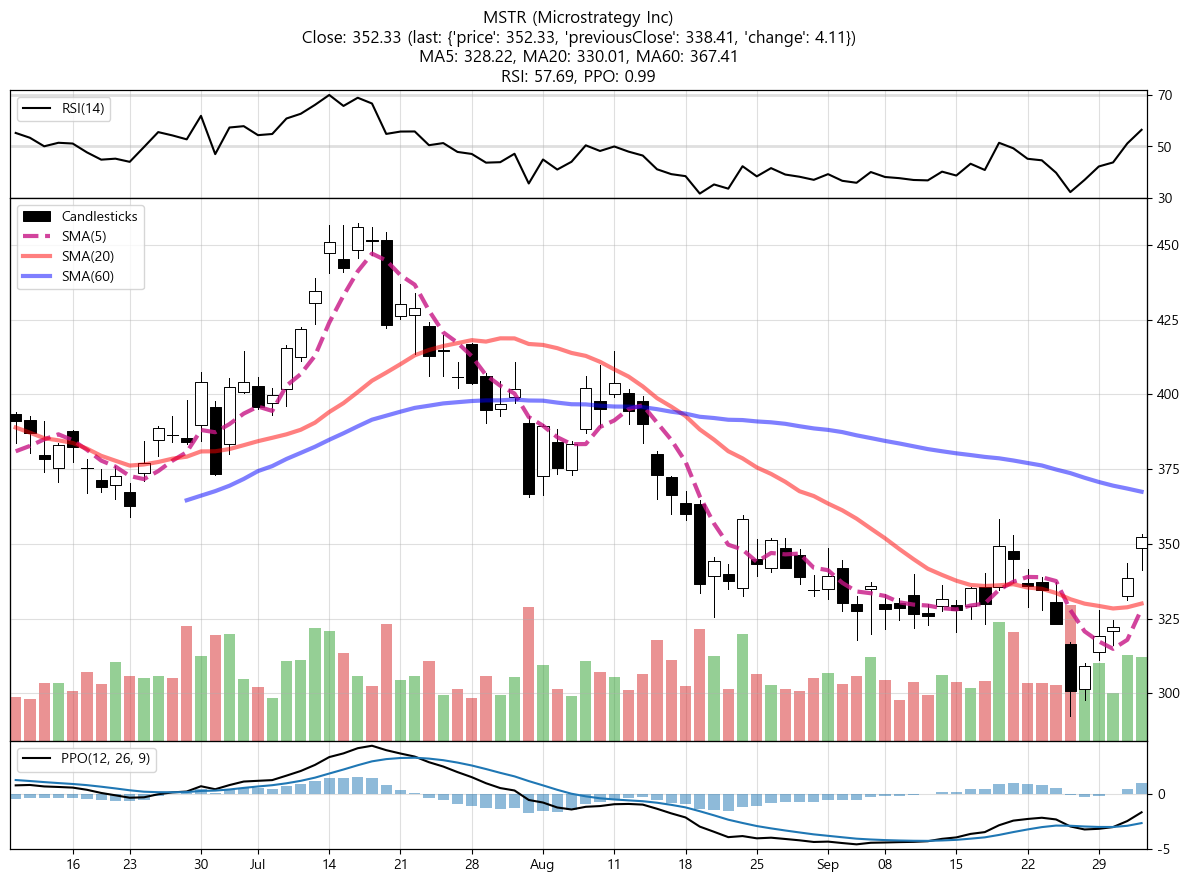 MSTR (Microstrategy Inc)
Close: 352.33 (last: {'price': 352.33, 'previousClose': 338.41, 'change': 4.11})
MA5: 328.22, MA20: 330.01, MA60: 367.41
RSI: 57.69, PPO: 0.99
RSI(14)
70
50
30
Candlesticks
SMA(5)
SMA(20)
SMA(60)
450
425
400
375
350
325
300
PPO(12, 26, 9)
0
-5
16 23 30 Jul 14 21 28 Aug 11 18 25 Sep 08 15 22 29